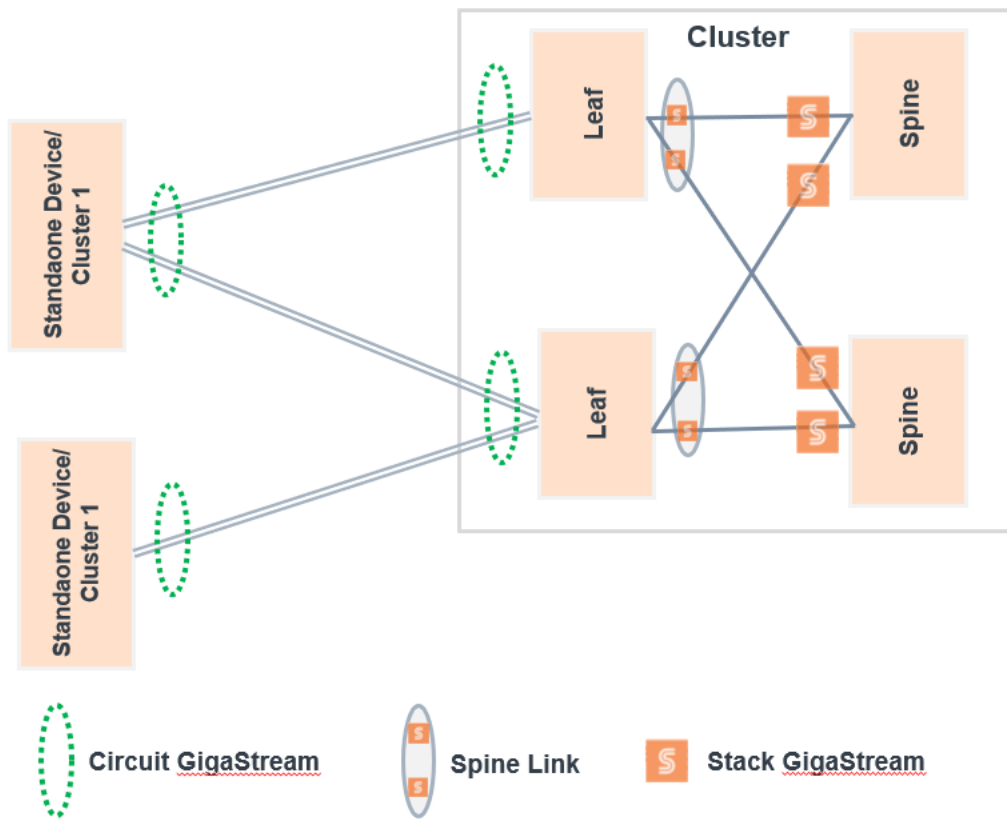 Cluster
Leaf
Spine
Standaone Device/
Cluster 1
Leaf
Spine
Standaone Device/
Cluster 1
Circuit GigaStream
Spine Link
Stack GigaStream